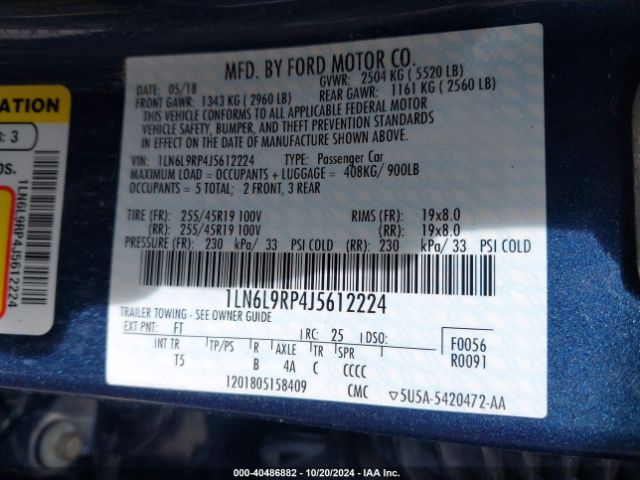 MFD. BY FORD MOTOR CO.
DATE: 05/18
GVWR: 2504 KG ( 5520 LB)
FRONT GAWR: 1343 KG ( 2960 LB)
REAR GAWR: 1161 KG ( 2560 LB)
THIS VEHICLE CONFORMS TO ALL APPLICABLE FEDERAL MOTOR
VEHICLE SAFETY, BUMPER, AND THEFT PREVENTION STANDARDS
IN EFFECT ON THE DATE OF MANUFACTURE SHOWN ABOVE.
VIN: 1LN6L9RP4J5612224 TYPE: Passenger Car
MAXIMUM LOAD = OCCUPANTS + LUGGAGE = 408KG/ 900LB
OCCUPANTS = 5 TOTAL; 2 FRONT, 3 REAR
TIRE (FR): 255/45R19 100V RIMS (FR): 19x8.0
(RR): 255/45R19 100V (RR): 19x8.0
PRESSURE (FR): 230 kPa/ 33 PSI COLD (RR): 230 kPa/ 33 PSI COLD
1LN6L9RP4J5612224
TRAILER TOWING - SEE OWNER GUIDE
EXT PNT: FT RC: 25 DSO:
F0056
R0091
INT TR TP/PS R AXLE TR SPR
T5 B 4A C CCCC
1201805158409 CMC ▽5U5A-5420472-AA
ATION
: 3
OS.
1LN6L9RP4J5612224
000-40486882 - 10/20/2024 - IAA Inc.